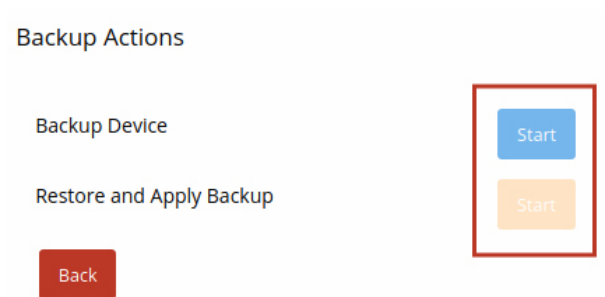 Backup Actions
Backup Device Start
Restore and Apply Backup Start
Back